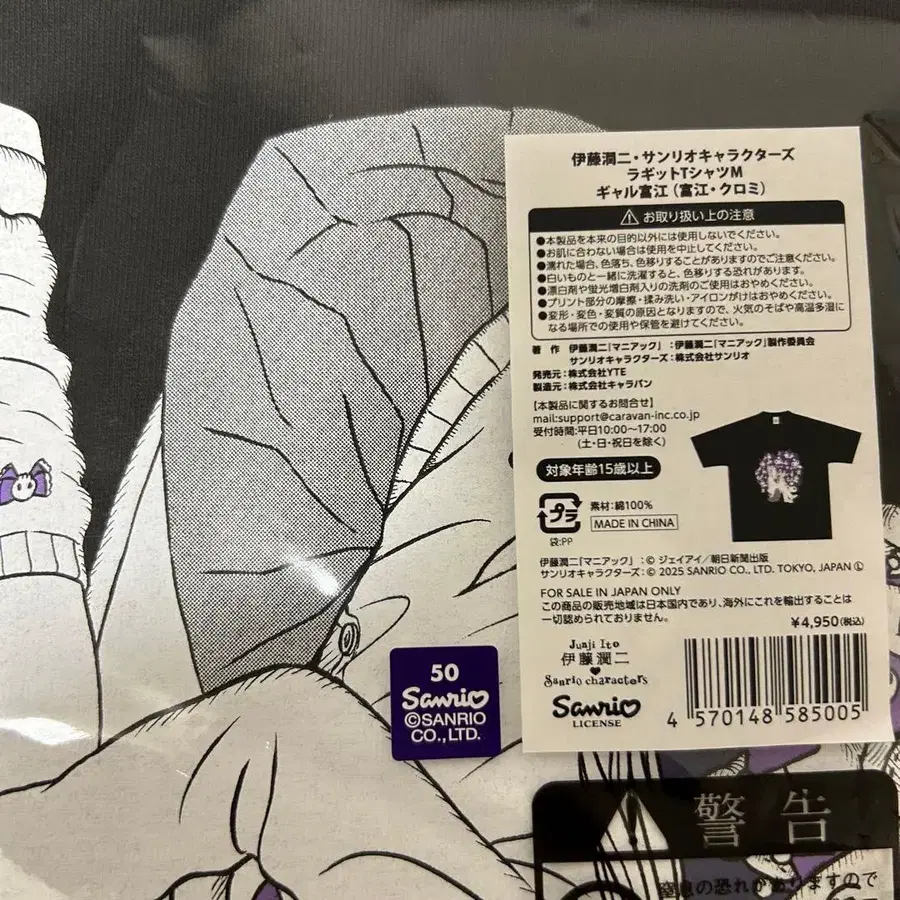 伊藤潤二・サンリオキャラクターズ
ラギットTシャツM
ギャル富江（富江・クロミ）
お取り扱い上の注意
●本製品を本来の目的以外には使用しないでください。
●お肌に合わない場合は使用を中止してください。
●濡れた場合、色落ち、色移りすることがありますのでご注意ください。
●白いものと一緒に洗濯すると、色移りする恐れがあります。
●漂白剤や蛍光増白剤入りの洗剤のご使用はおやめください。
●プリント部分の摩擦・揉み洗い・アイロンがけはおやめください。
●変形・変色・変質の原因となりますので、火気のそばや高温多湿に
なる場所での使用や保管を避けてください。
著 作 伊藤潤二『マニアック』：伊藤潤二『マニアック』製作委員会
サンリオキャラクターズ：株式会社サンリオ
発売元：株式会社YTE
製造元：株式会社キャラバン
【本製品に関するお問合せ】
mail:support@caravan-inc.co.jp
受付時間:平日10:00～17:00
(土・日・祝日を除く)
対象年齢15歳以上
プラ
袋:PP
素材：綿100%
MADE IN CHINA
伊藤潤二『マニアック』：© ジェイアイ／朝日新聞出版
サンリオキャラクターズ：© 2025 SANRIO CO., LTD. TOKYO, JAPAN Ⓛ
FOR SALE IN JAPAN ONLY
この商品の販売地域は日本国内であり、海外にこれを輸出することは
一切認められておりません。
¥4,950(税込)
Junji Ito
伊藤潤二
Sanrio characters
Sanrio
LICENSE
4 570148 585005
50
Sanrio
©SANRIO
CO.,LTD.
警告
窒息の恐れがありますので